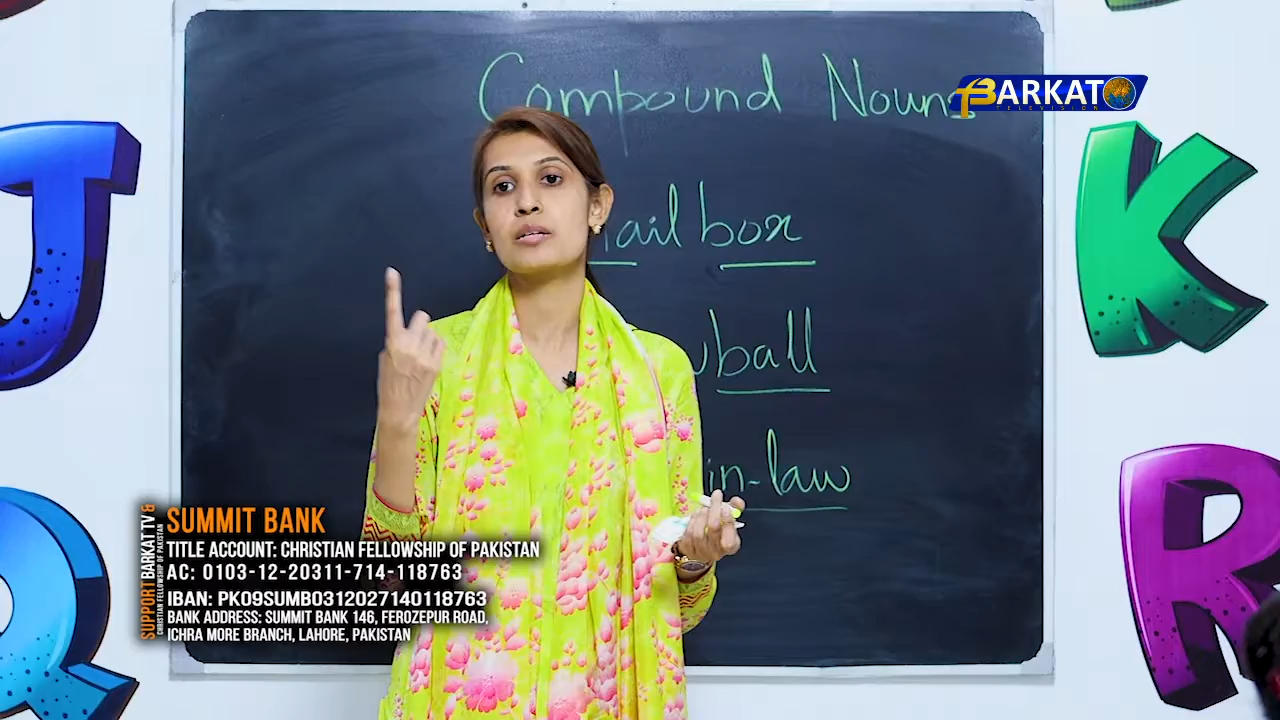 Compound Nouns
BARKAT
TELEVISION
ail box
ball
in-law
J
K
R
Q
SUPPORT BARKAT TV &
CHRISTIAN FELLOWSHIP OF PAKISTAN
SUMMIT BANK
TITLE ACCOUNT: CHRISTIAN FELLOWSHIP OF PAKISTAN
AC: 0103-12-20311-714-118763
IBAN: PK09SUMB0312027140118763
BANK ADDRESS: SUMMIT BANK 146, FEROZEPUR ROAD,
ICHRA MORE BRANCH, LAHORE, PAKISTAN